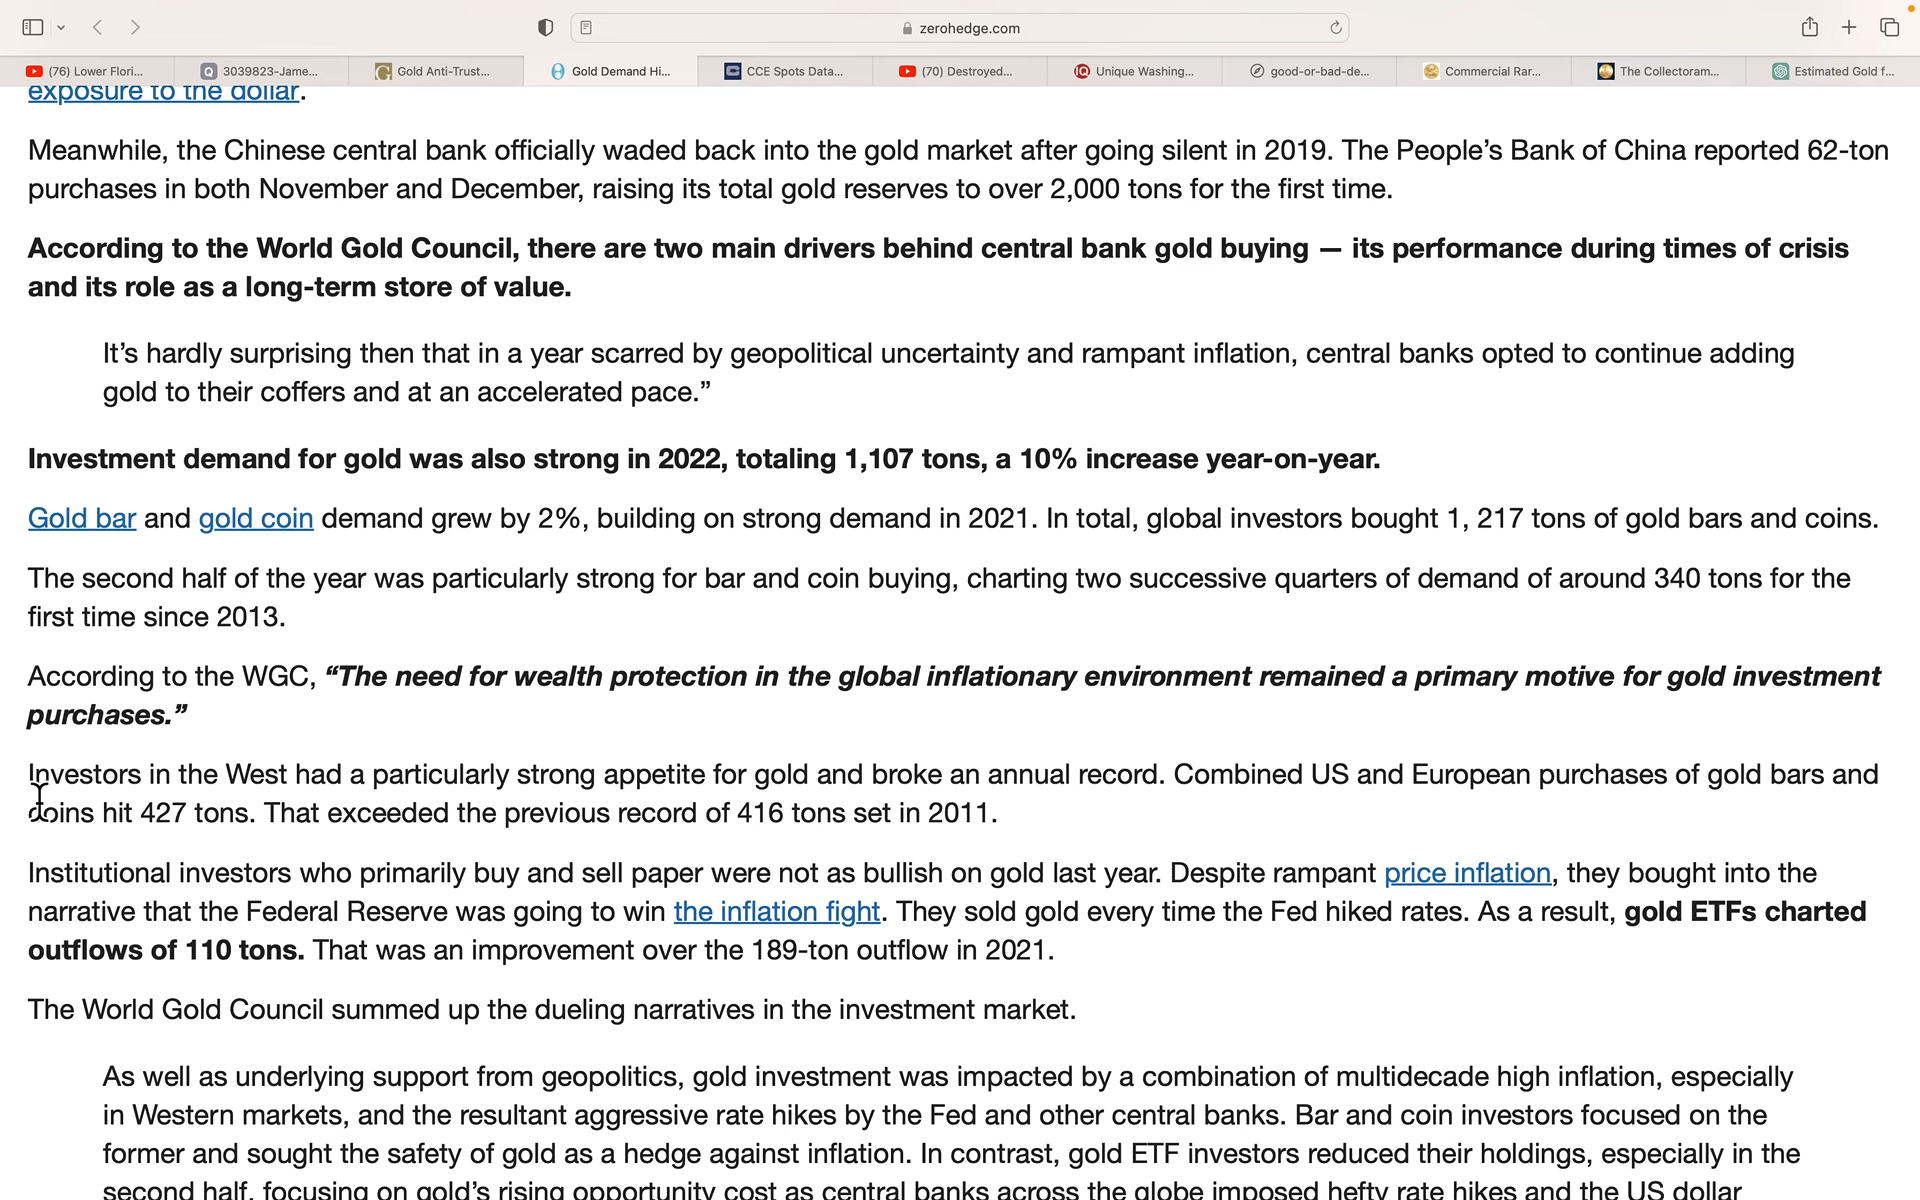 zerohedge.com
(76) Lower Flori...
3039823-Jame...
Gold Anti-Trust...
Gold Demand Hi...
CCE Spots Data...
(70) Destroyed...
Unique Washing...
good-or-bad-de...
Commercial Rar...
The Collectoram...
Estimated Gold f...
exposure to the dollar.
Meanwhile, the Chinese central bank officially waded back into the gold market after going silent in 2019. The People’s Bank of China reported 62-ton
purchases in both November and December, raising its total gold reserves to over 2,000 tons for the first time.
According to the World Gold Council, there are two main drivers behind central bank gold buying — its performance during times of crisis
and its role as a long-term store of value.
It’s hardly surprising then that in a year scarred by geopolitical uncertainty and rampant inflation, central banks opted to continue adding
gold to their coffers and at an accelerated pace.”
Investment demand for gold was also strong in 2022, totaling 1,107 tons, a 10% increase year-on-year.
Gold bar and gold coin demand grew by 2%, building on strong demand in 2021. In total, global investors bought 1, 217 tons of gold bars and coins.
The second half of the year was particularly strong for bar and coin buying, charting two successive quarters of demand of around 340 tons for the
first time since 2013.
According to the WGC, “The need for wealth protection in the global inflationary environment remained a primary motive for gold investment
purchases.”
Investors in the West had a particularly strong appetite for gold and broke an annual record. Combined US and European purchases of gold bars and
coins hit 427 tons. That exceeded the previous record of 416 tons set in 2011.
Institutional investors who primarily buy and sell paper were not as bullish on gold last year. Despite rampant price inflation, they bought into the
narrative that the Federal Reserve was going to win the inflation fight. They sold gold every time the Fed hiked rates. As a result, gold ETFs charted
outflows of 110 tons. That was an improvement over the 189-ton outflow in 2021.
The World Gold Council summed up the dueling narratives in the investment market.
As well as underlying support from geopolitics, gold investment was impacted by a combination of multidecade high inflation, especially
in Western markets, and the resultant aggressive rate hikes by the Fed and other central banks. Bar and coin investors focused on the
former and sought the safety of gold as a hedge against inflation. In contrast, gold ETF investors reduced their holdings, especially in the
second half, focusing on gold’s rising opportunity cost as central banks across the globe imposed hefty rate hikes and the US dollar